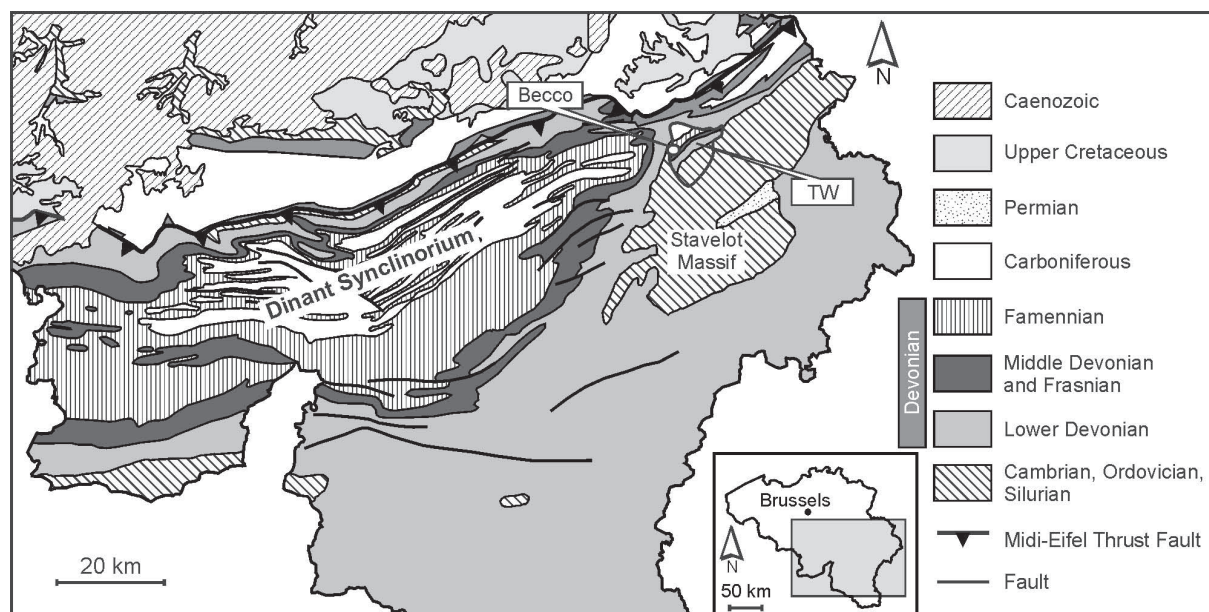 Becco
N
TW
Stavelot
Massif
Dinant Synclinorium
20 km
Brussels
N
50 km
Caenozoic
Upper Cretaceous
Permian
Carboniferous
Devonian
Famennian
Middle Devonian
and Frasnian
Lower Devonian
Cambrian, Ordovician,
Silurian
Midi-Eifel Thrust Fault
Fault